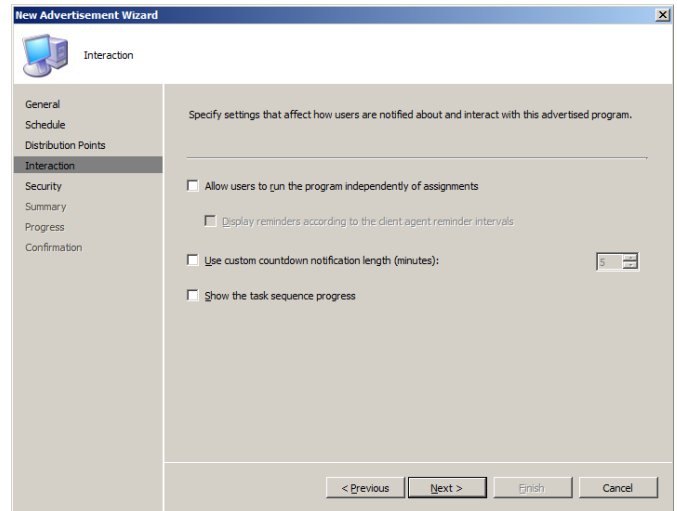 New Advertisement Wizard
Interaction
General
Schedule
Distribution Points
Interaction
Security
Summary
Progress
Confirmation
Specify settings that affect how users are notified about and interact with this advertised program.
Allow users to run the program independently of assignments
Display reminders according to the client agent reminder intervals
Use custom countdown notification length (minutes): 5
Show the task sequence progress
< Previous Next > Finish Cancel